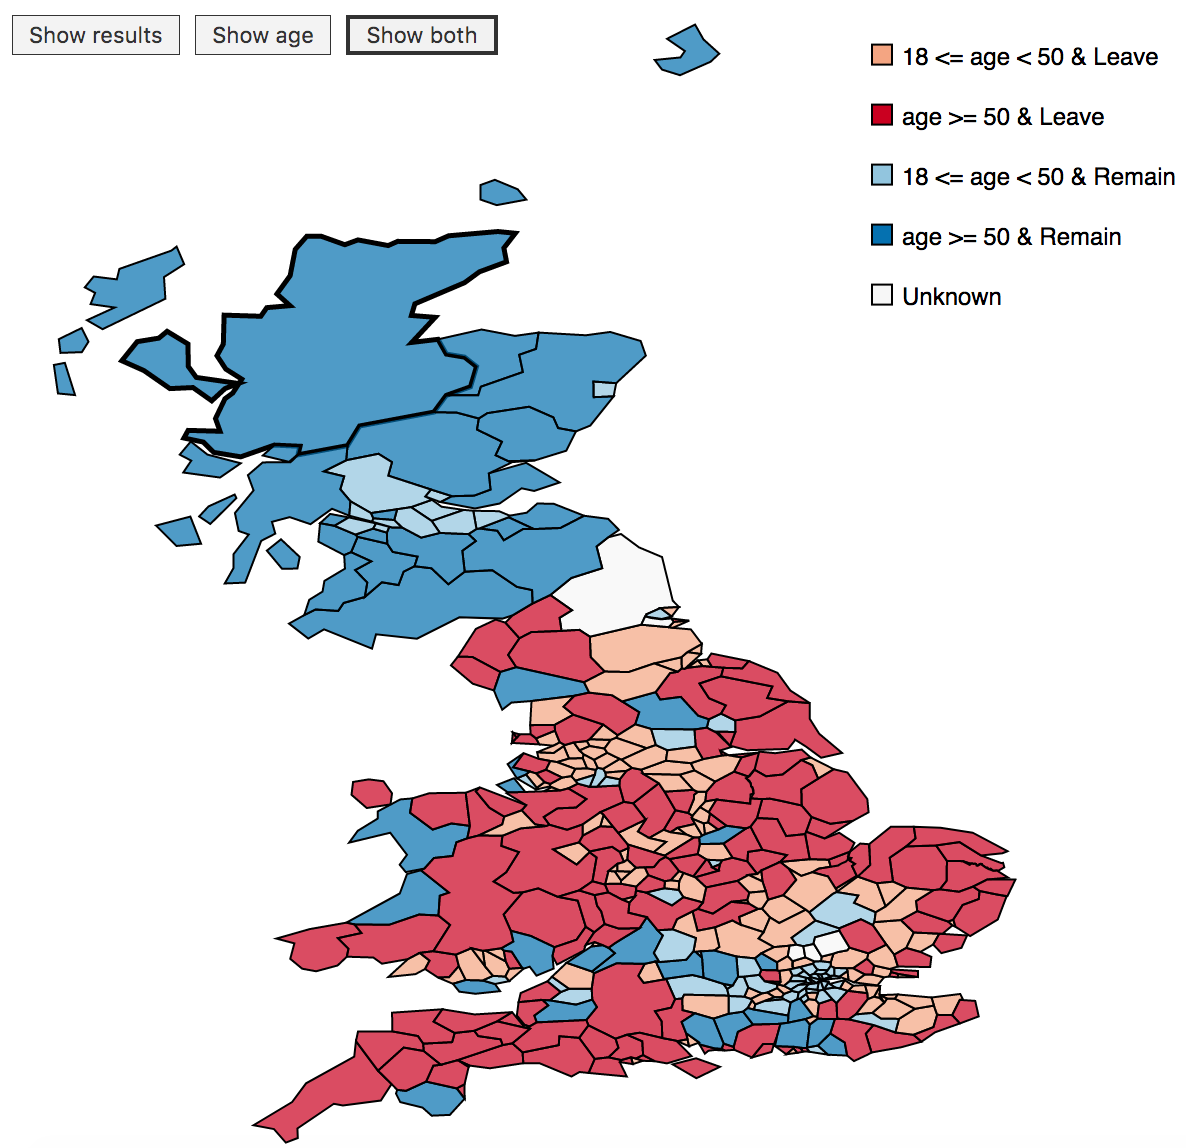 Show results
Show age
Show both
18 <= age < 50 & Leave
age >= 50 & Leave
18 <= age < 50 & Remain
age >= 50 & Remain
Unknown